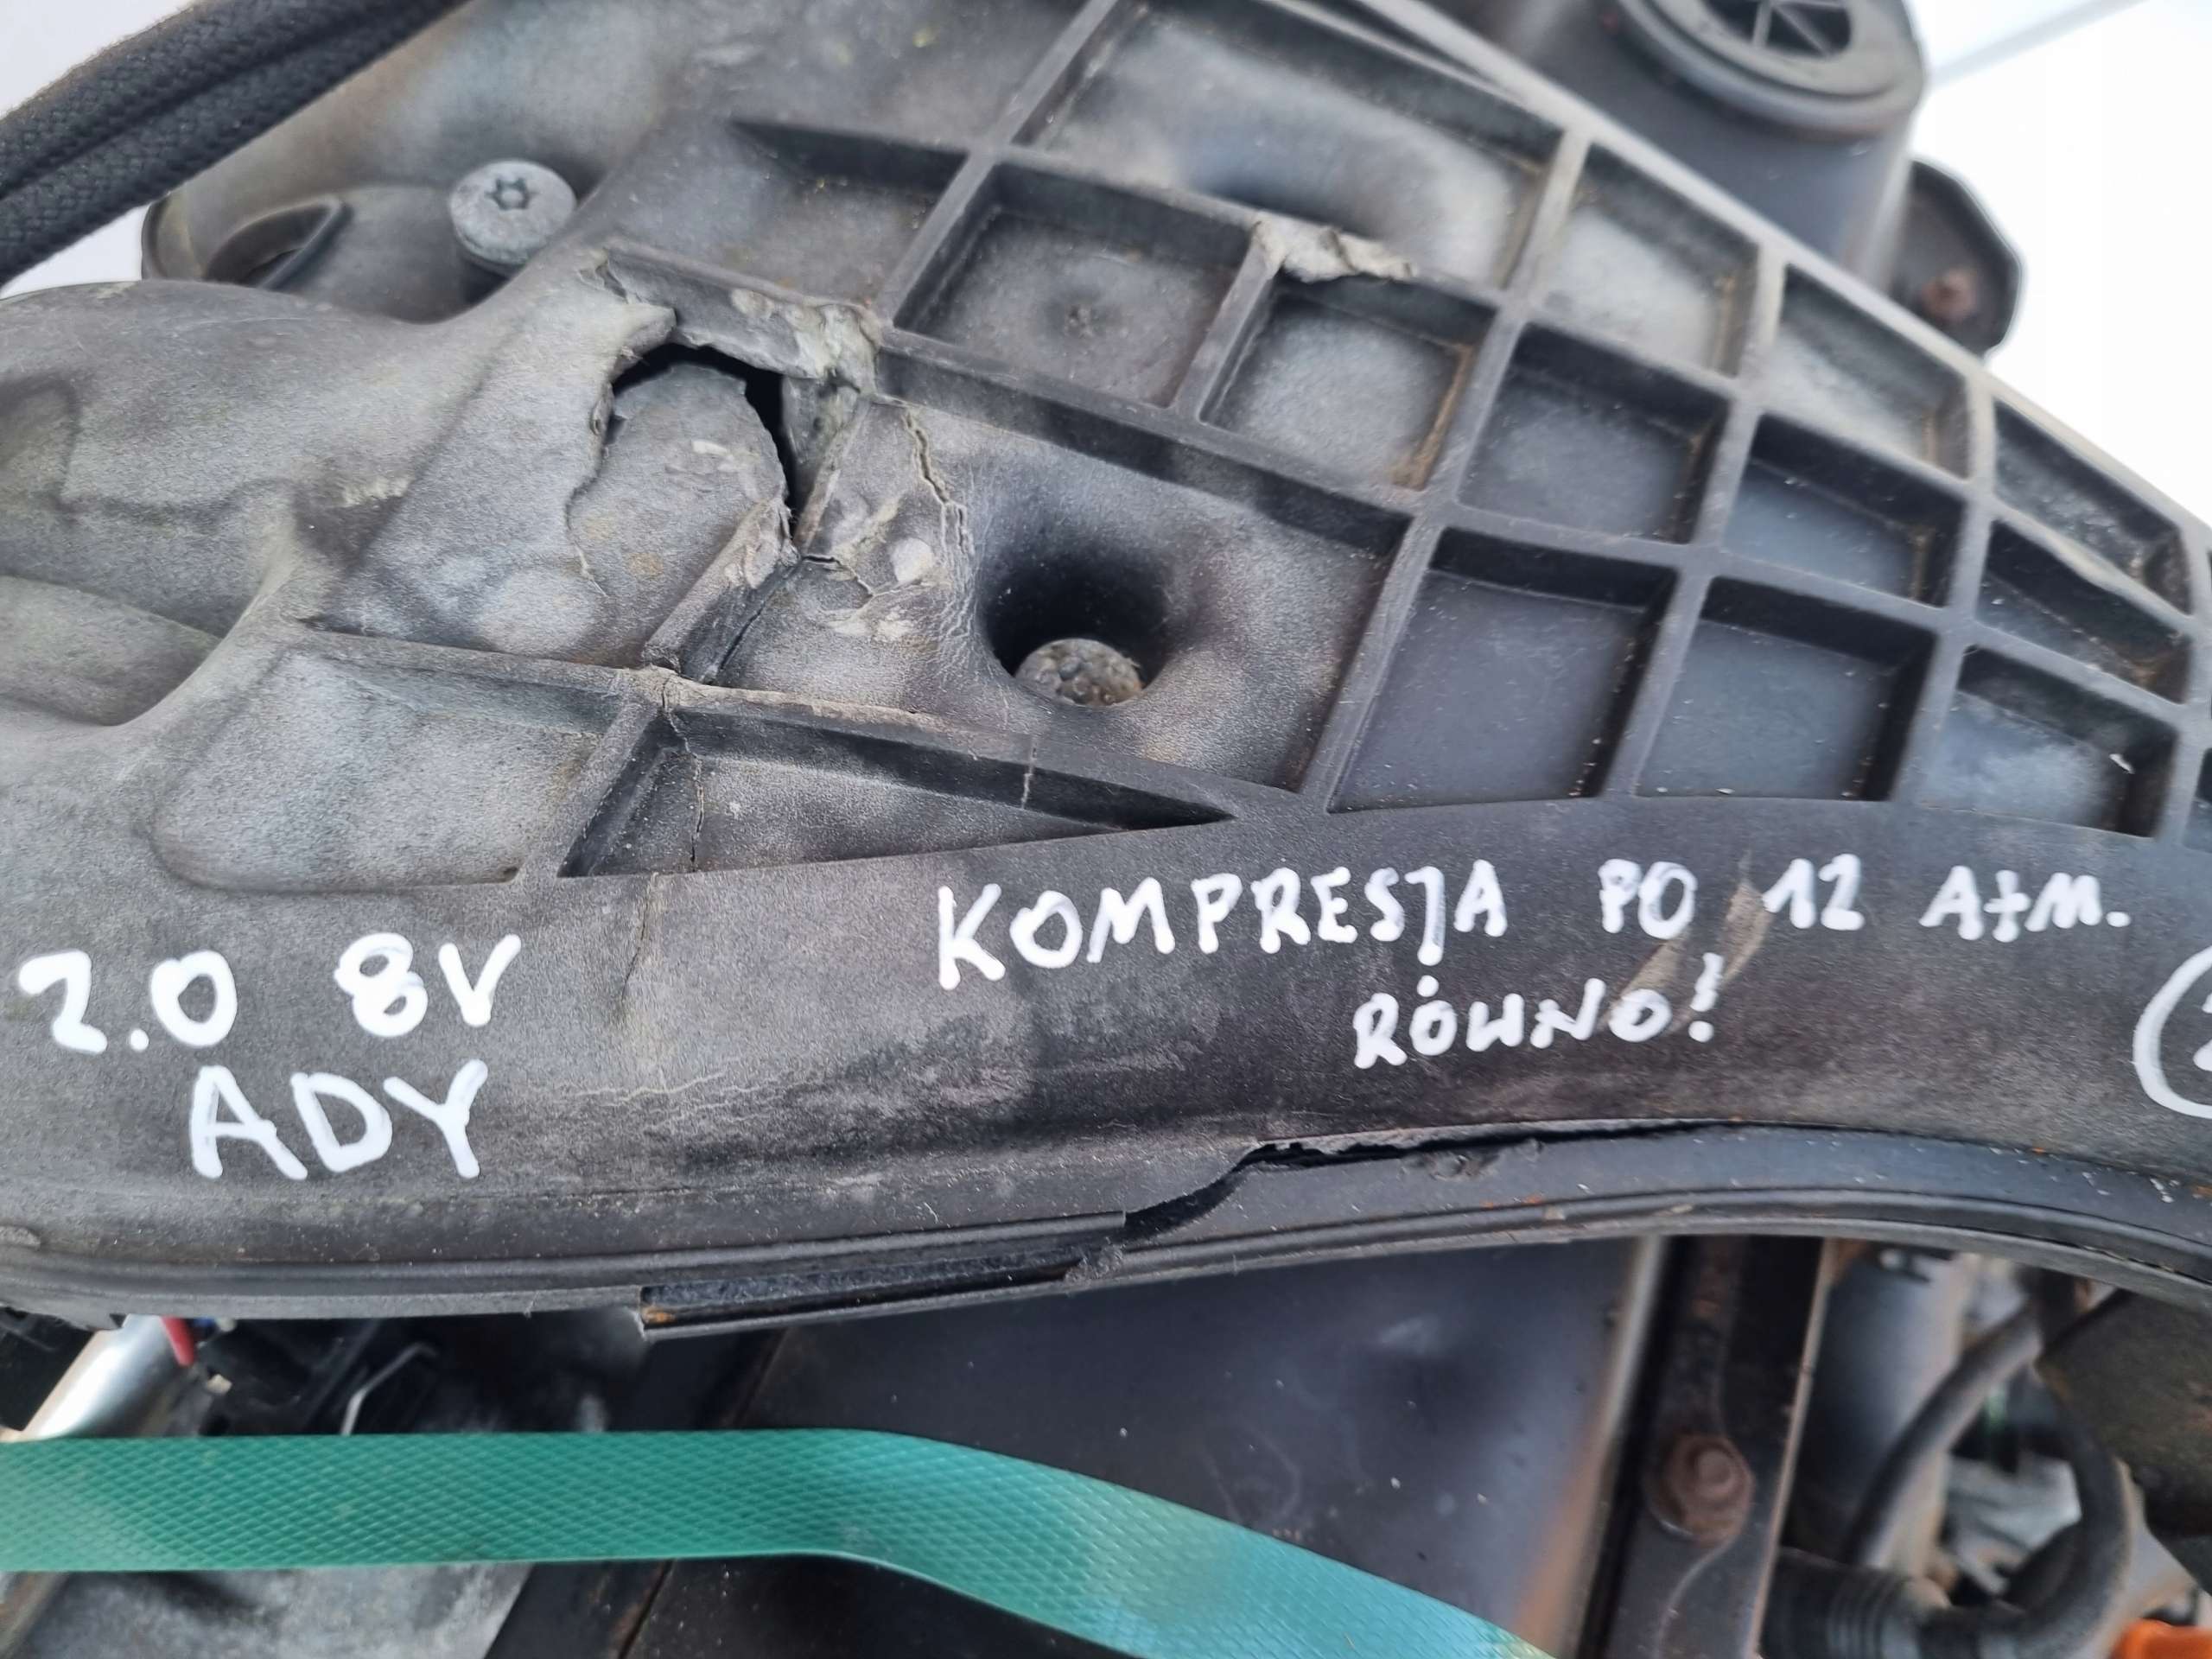 2.0 8V
ADY
KOMPRESJA PO 12 Atm.
RÓWNO!